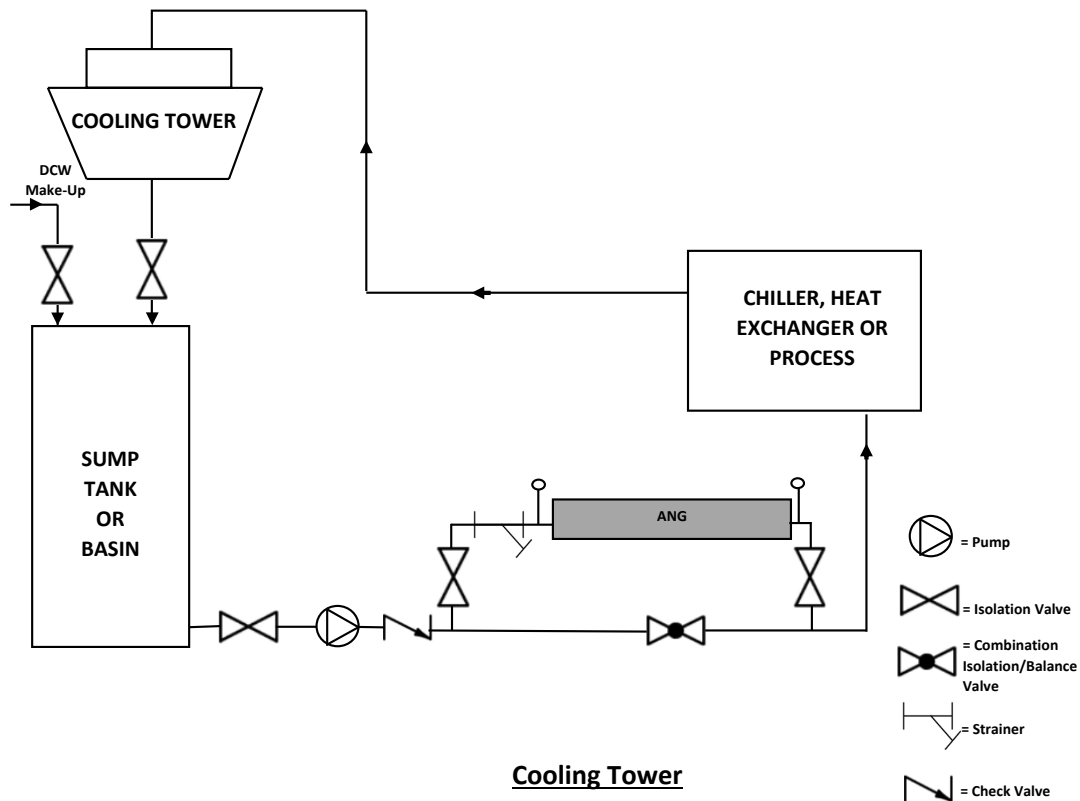 COOLING TOWER
DCW
Make-Up
CHILLER, HEAT
EXCHANGER OR
PROCESS
SUMP
TANK
OR
BASIN
ANG
= Pump
= Isolation Valve
= Combination
Isolation/Balance
Valve
= Strainer
= Check Valve
Cooling Tower